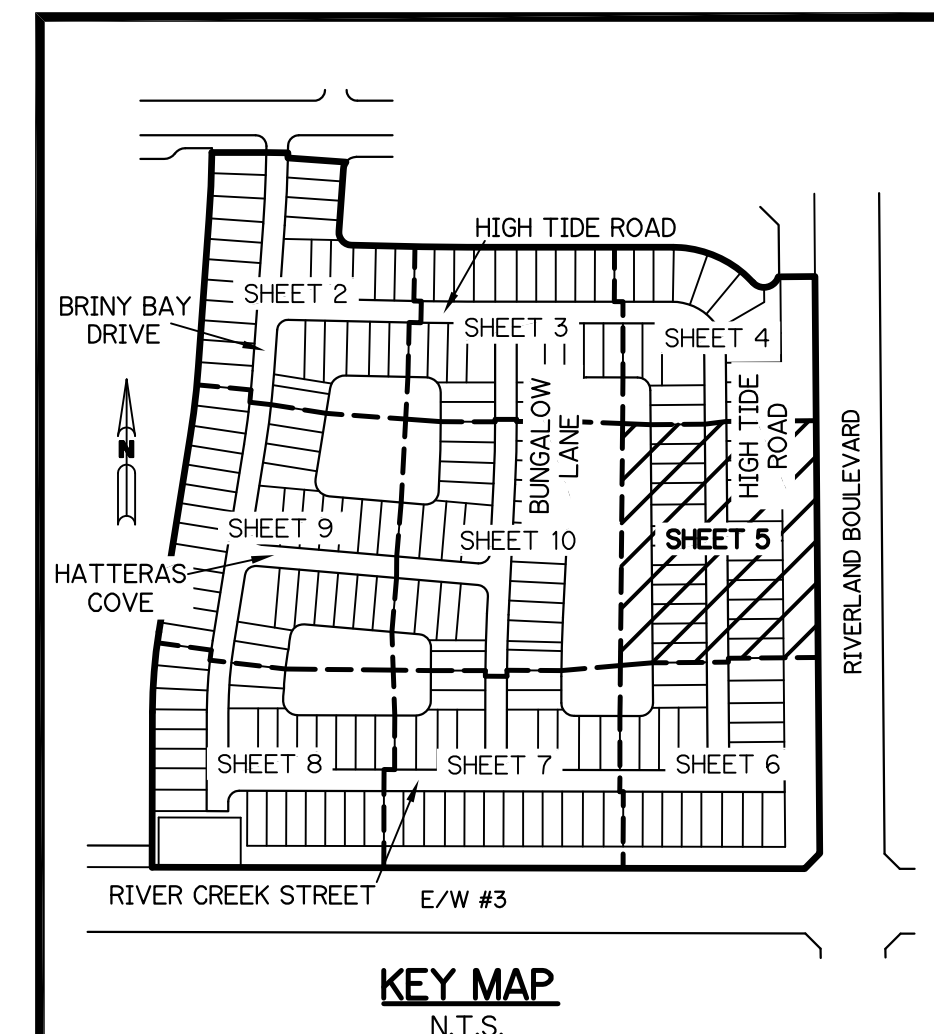 HIGH TIDE ROAD
SHEET 2
BRINY BAY
DRIVE
SHEET 3
SHEET 4
BUNGALOW
LANE
HIGH TIDE
ROAD
RIVERLAND BOULEVARD
N
SHEET 9
SHEET 10
SHEET 5
HATTERAS
COVE
SHEET 8
SHEET 7
SHEET 6
RIVER CREEK STREET
E/W #3
KEY MAP
N.T.S.